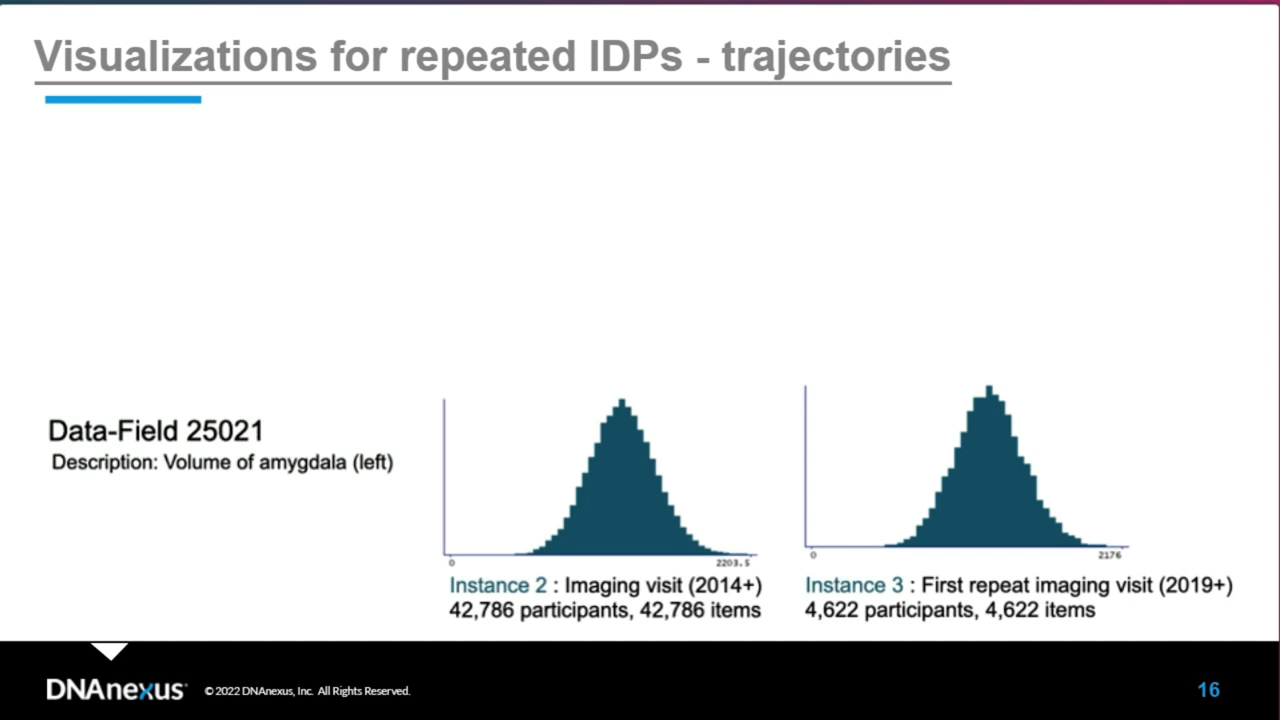 Visualizations for repeated IDPs - trajectories
Data-Field 25021
Description: Volume of amygdala (left)
0
2203.5
Instance 2 : Imaging visit (2014+)
42,786 participants, 42,786 items
0
2176
Instance 3 : First repeat imaging visit (2019+)
4,622 participants, 4,622 items
DNAnexus
© 2022 DNAnexus, Inc. All Rights Reserved.
16